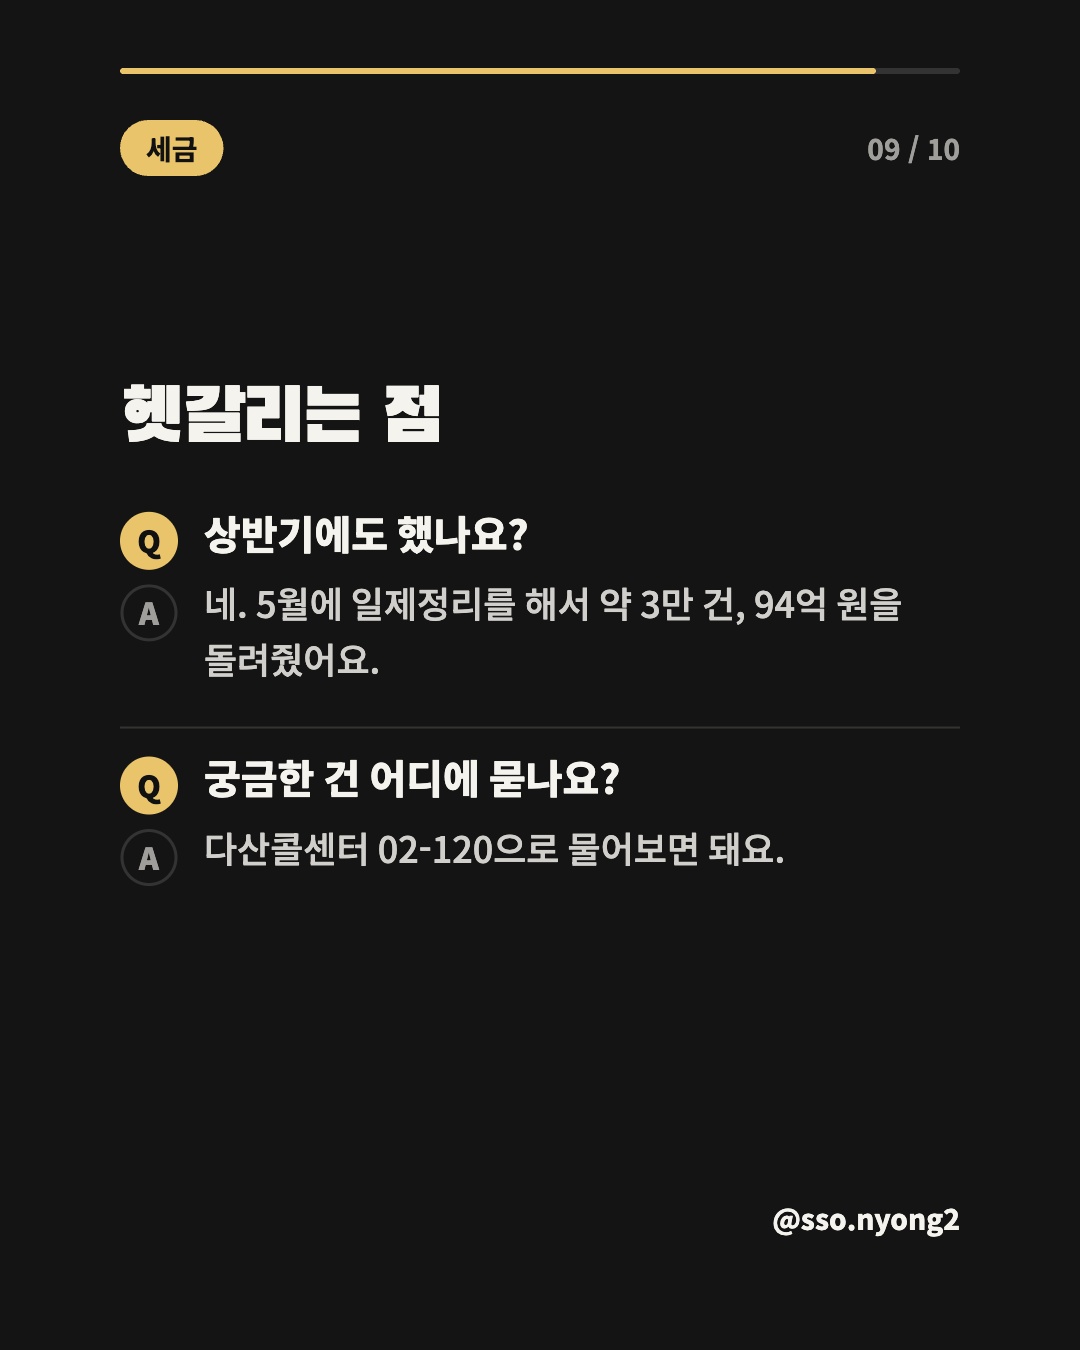 세금
09 / 10
헷갈리는 점
Q 상반기에도 했나요?
A 네. 5월에 일제정리를 해서 약 3만 건, 94억 원을
돌려줬어요.
Q 궁금한 건 어디에 묻나요?
A 다산콜센터 02-120으로 물어보면 돼요.
@sso.nyong2